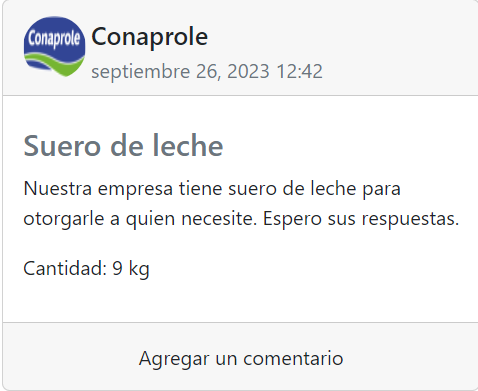 Conaprole
Conaprole
septiembre 26, 2023 12:42
Suero de leche
Nuestra empresa tiene suero de leche para
otorgarle a quien necesite. Espero sus respuestas.
Cantidad: 9 kg
Agregar un comentario